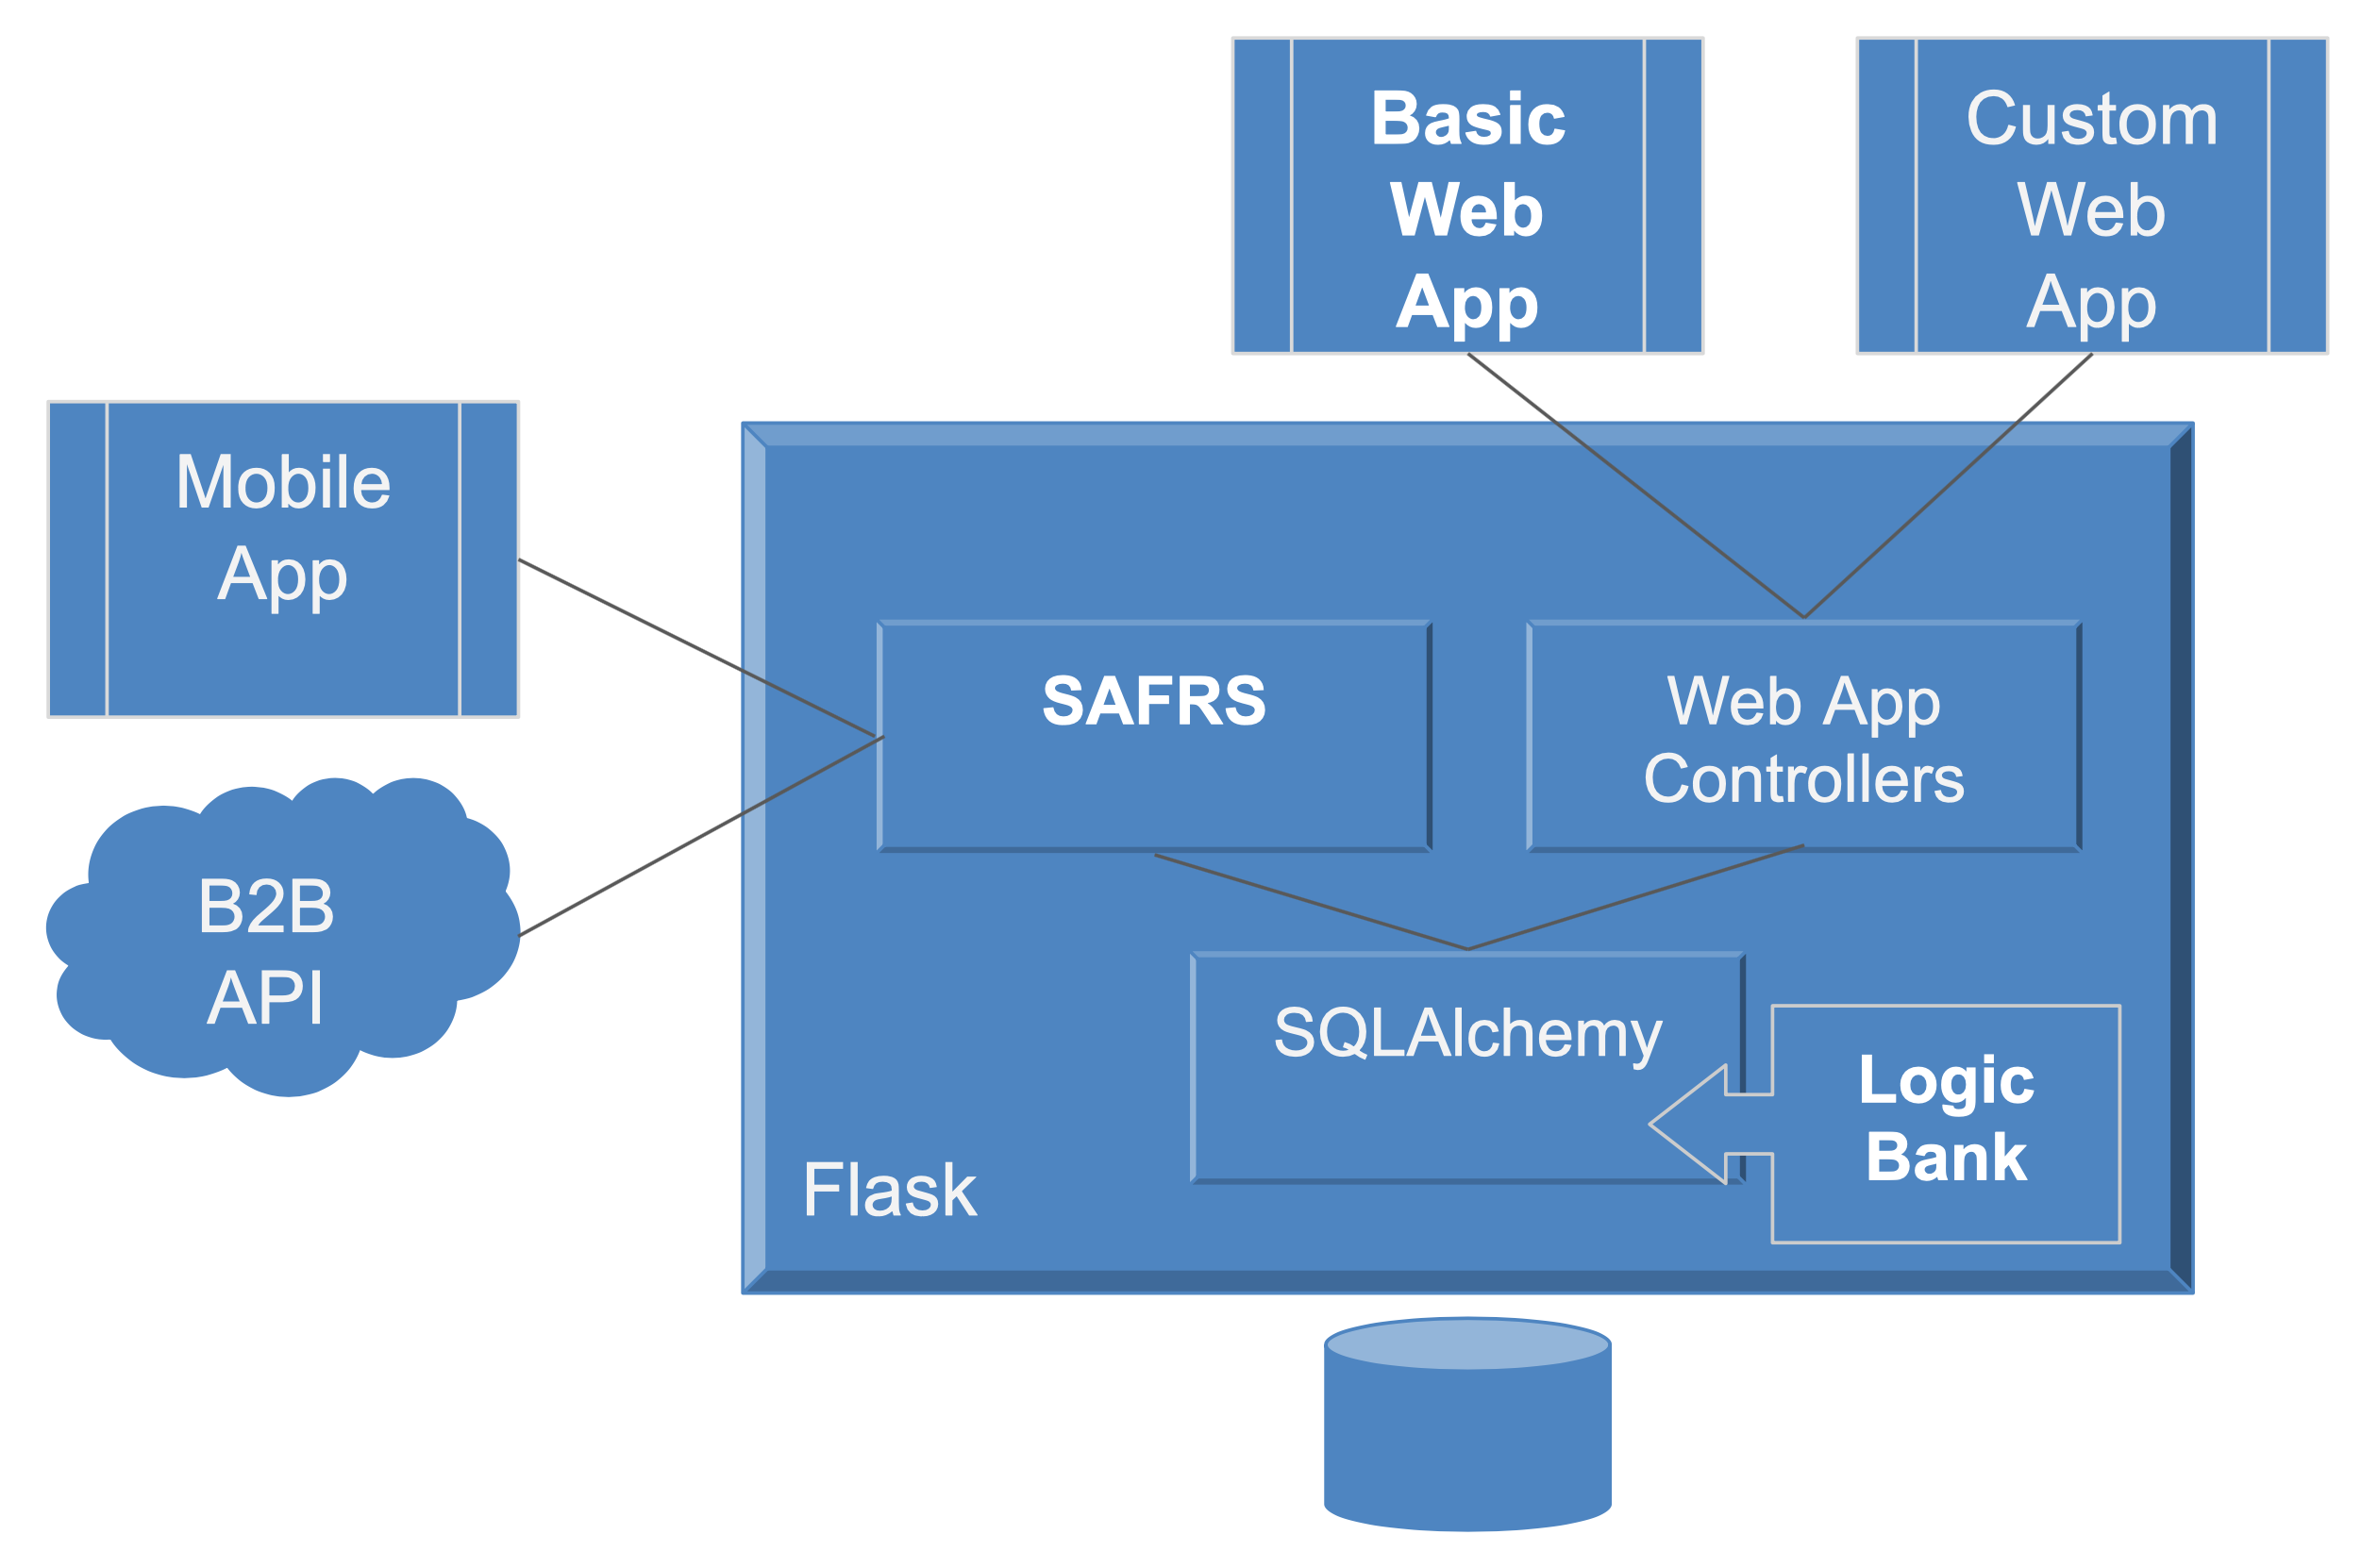 Basic
Web
App
Custom
Web
App
Mobile
App
SAFRS
Web App
Controllers
B2B
API
SQLAlchemy
Logic
Bank
Flask